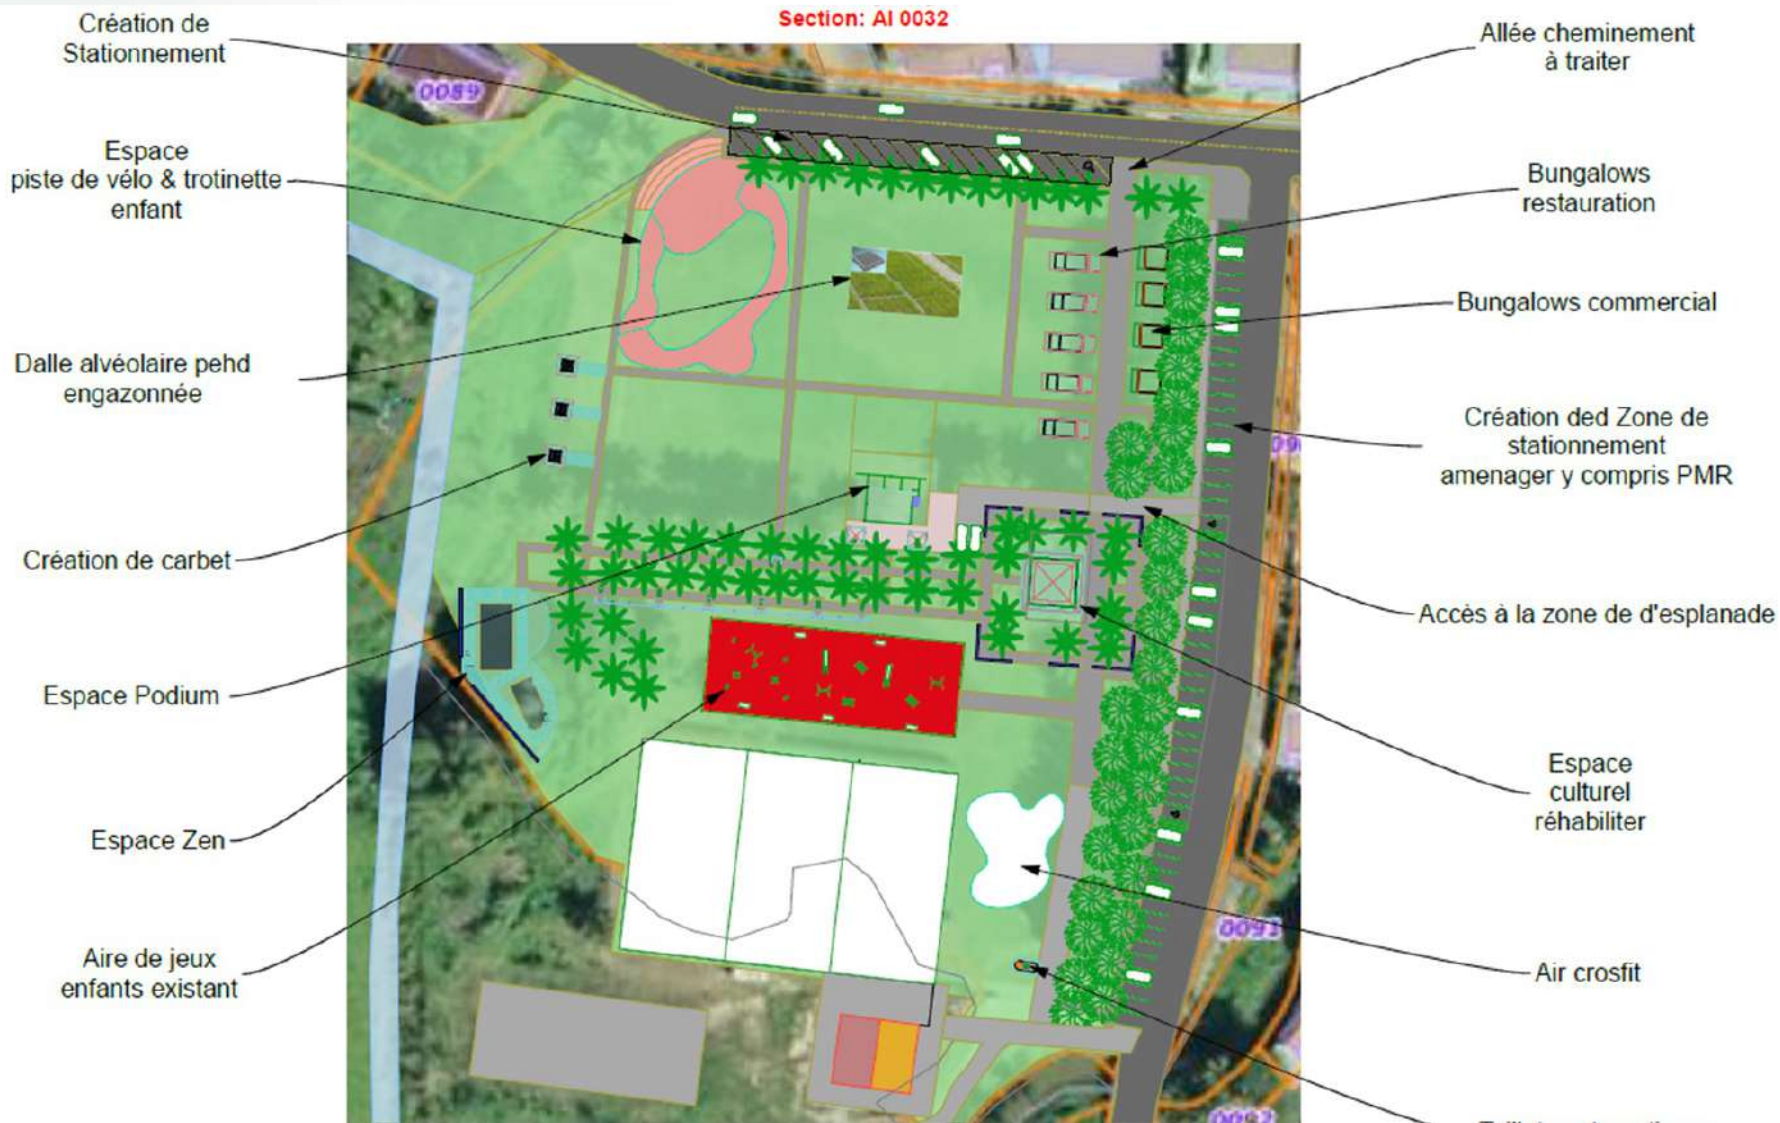 Section: AI 0032
Création de
Stationnement
Espace
piste de vélo & trotinette
enfant
Dalle alvéolaire pehd
engazonnée
Création de carbet
Espace Podium
Espace Zen
Aire de jeux
enfants existant
0089
Allée cheminement
à traiter
Bungalows
restauration
Bungalows commercial
Création ded Zone de
stationnement
amenager y compris PMR
Accès à la zone de d'esplanade
Espace
culturel
réhabiliter
0091
Air crosfit
0092